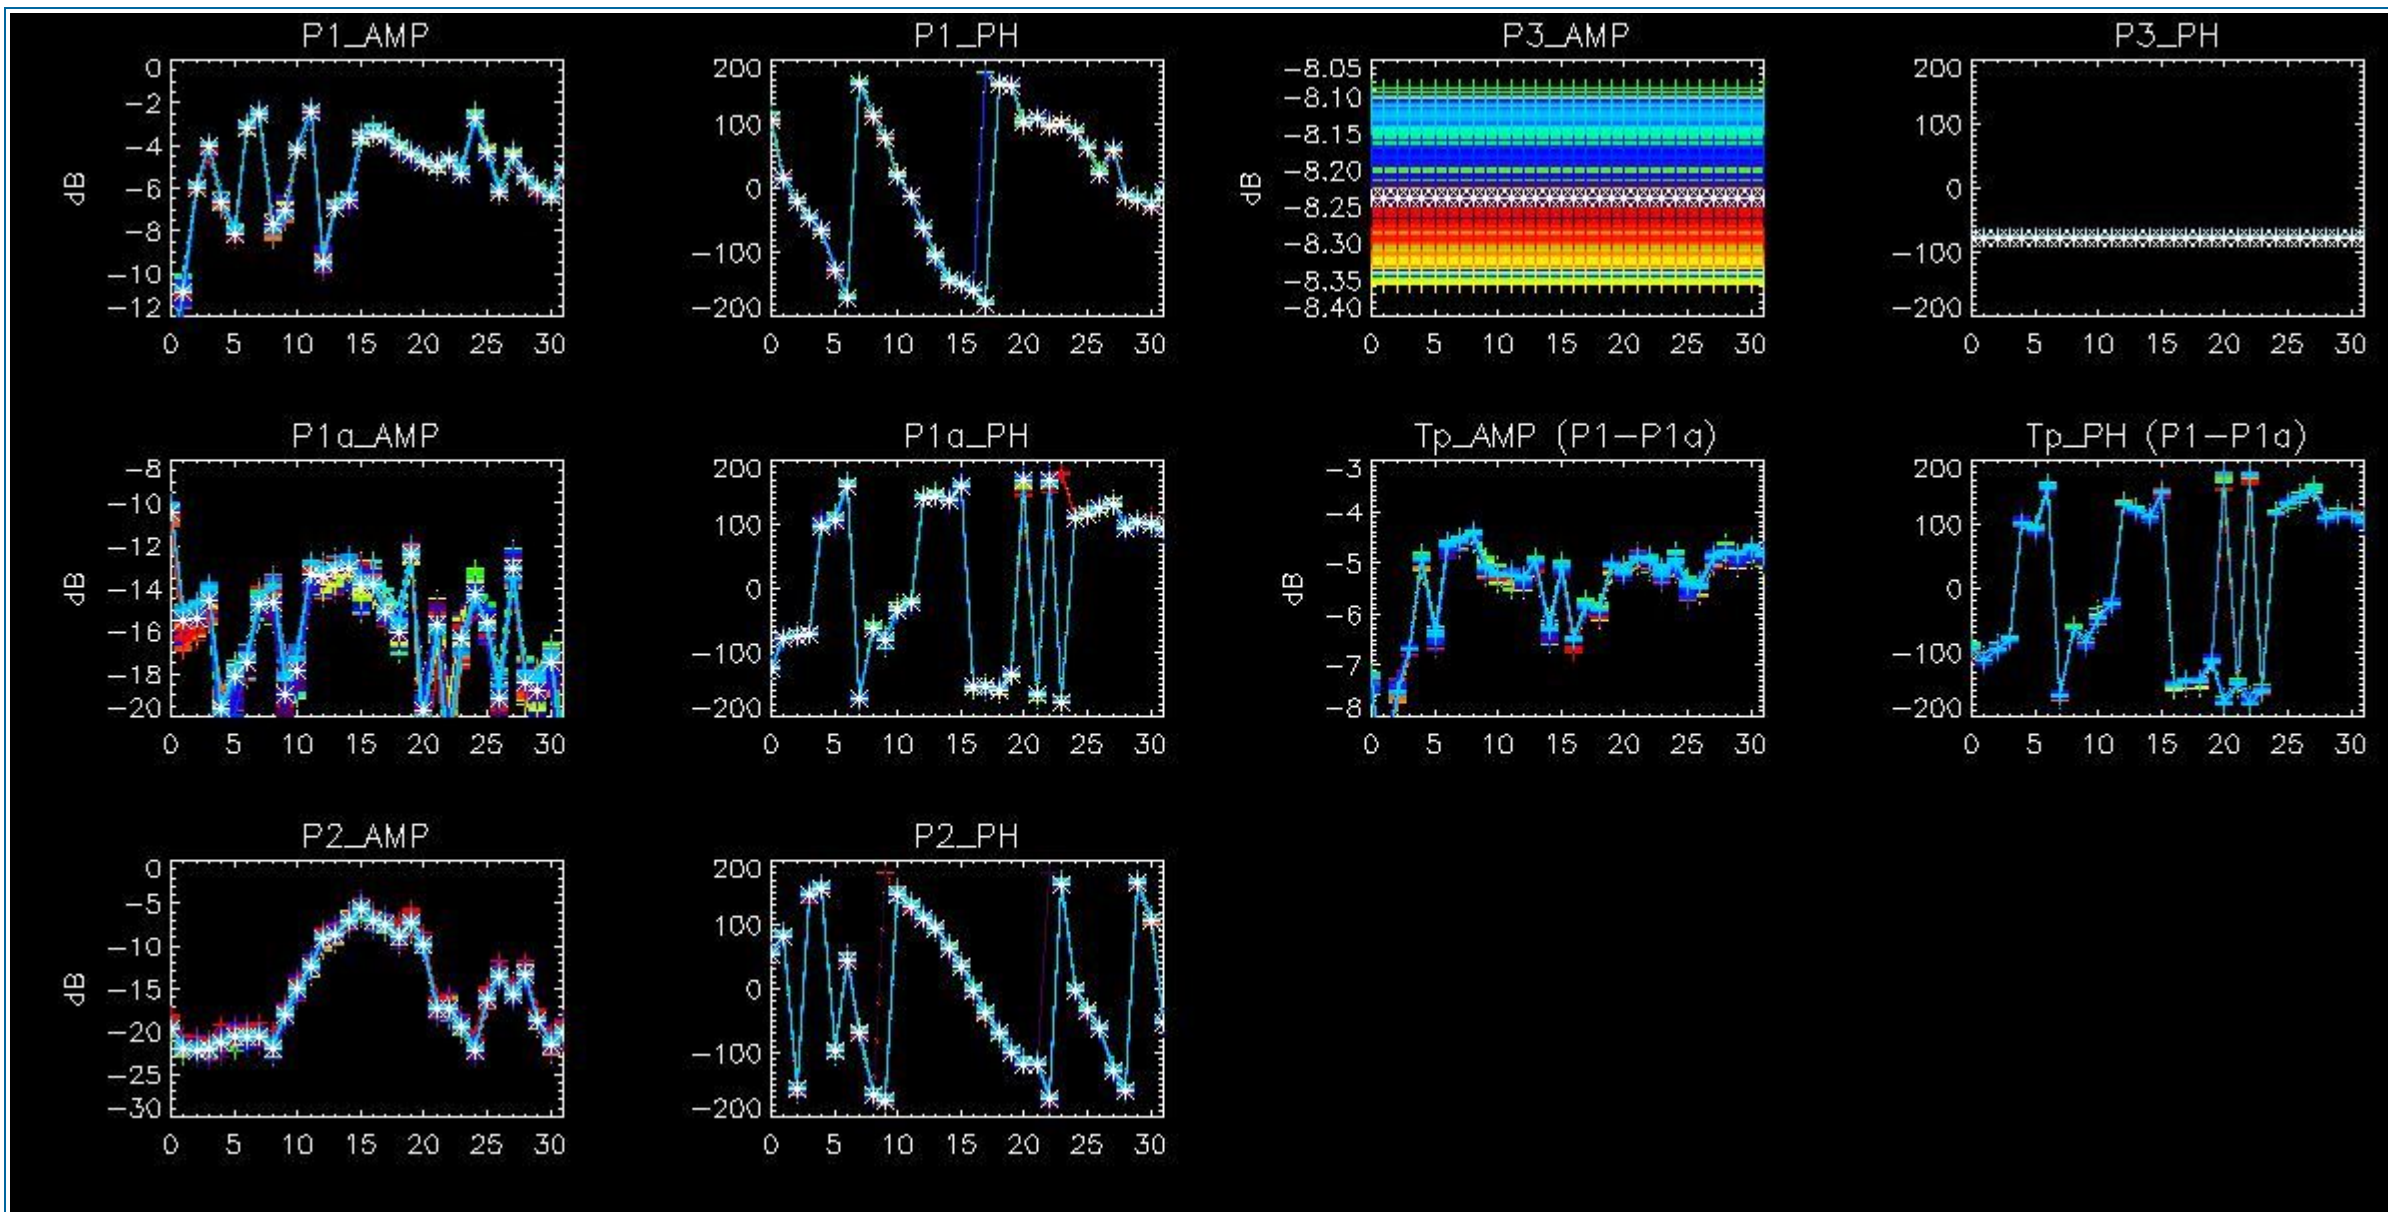 P1_AMP P1_PH P3_AMP P3_PH
0 200 -8.05 200
-2 -8.10
100 100
-4 -8.15
dB -6 0 dB -8.20 0
-8.25
-8 -8.30
-100 -100
-10 -8.35
-12 -200 -8.40 -200
0 5 10 15 20 25 30 0 5 10 15 20 25 30 0 5 10 15 20 25 30 0 5 10 15 20 25 30
P1a_AMP P1a_PH Tp_AMP (P1-P1a) Tp_PH (P1-P1a)
-8 200 -3 200
-10 100 -4 100
-12
dB -14 0 dB -5 0
-16 -6
-18 -100 -7 -100
-20 -200 -8 -200
0 5 10 15 20 25 30 0 5 10 15 20 25 30 0 5 10 15 20 25 30 0 5 10 15 20 25 30
P2_AMP P2_PH
0 200
-5 100
-10
dB -15 0
-20 -100
-25
-30 -200
0 5 10 15 20 25 30 0 5 10 15 20 25 30